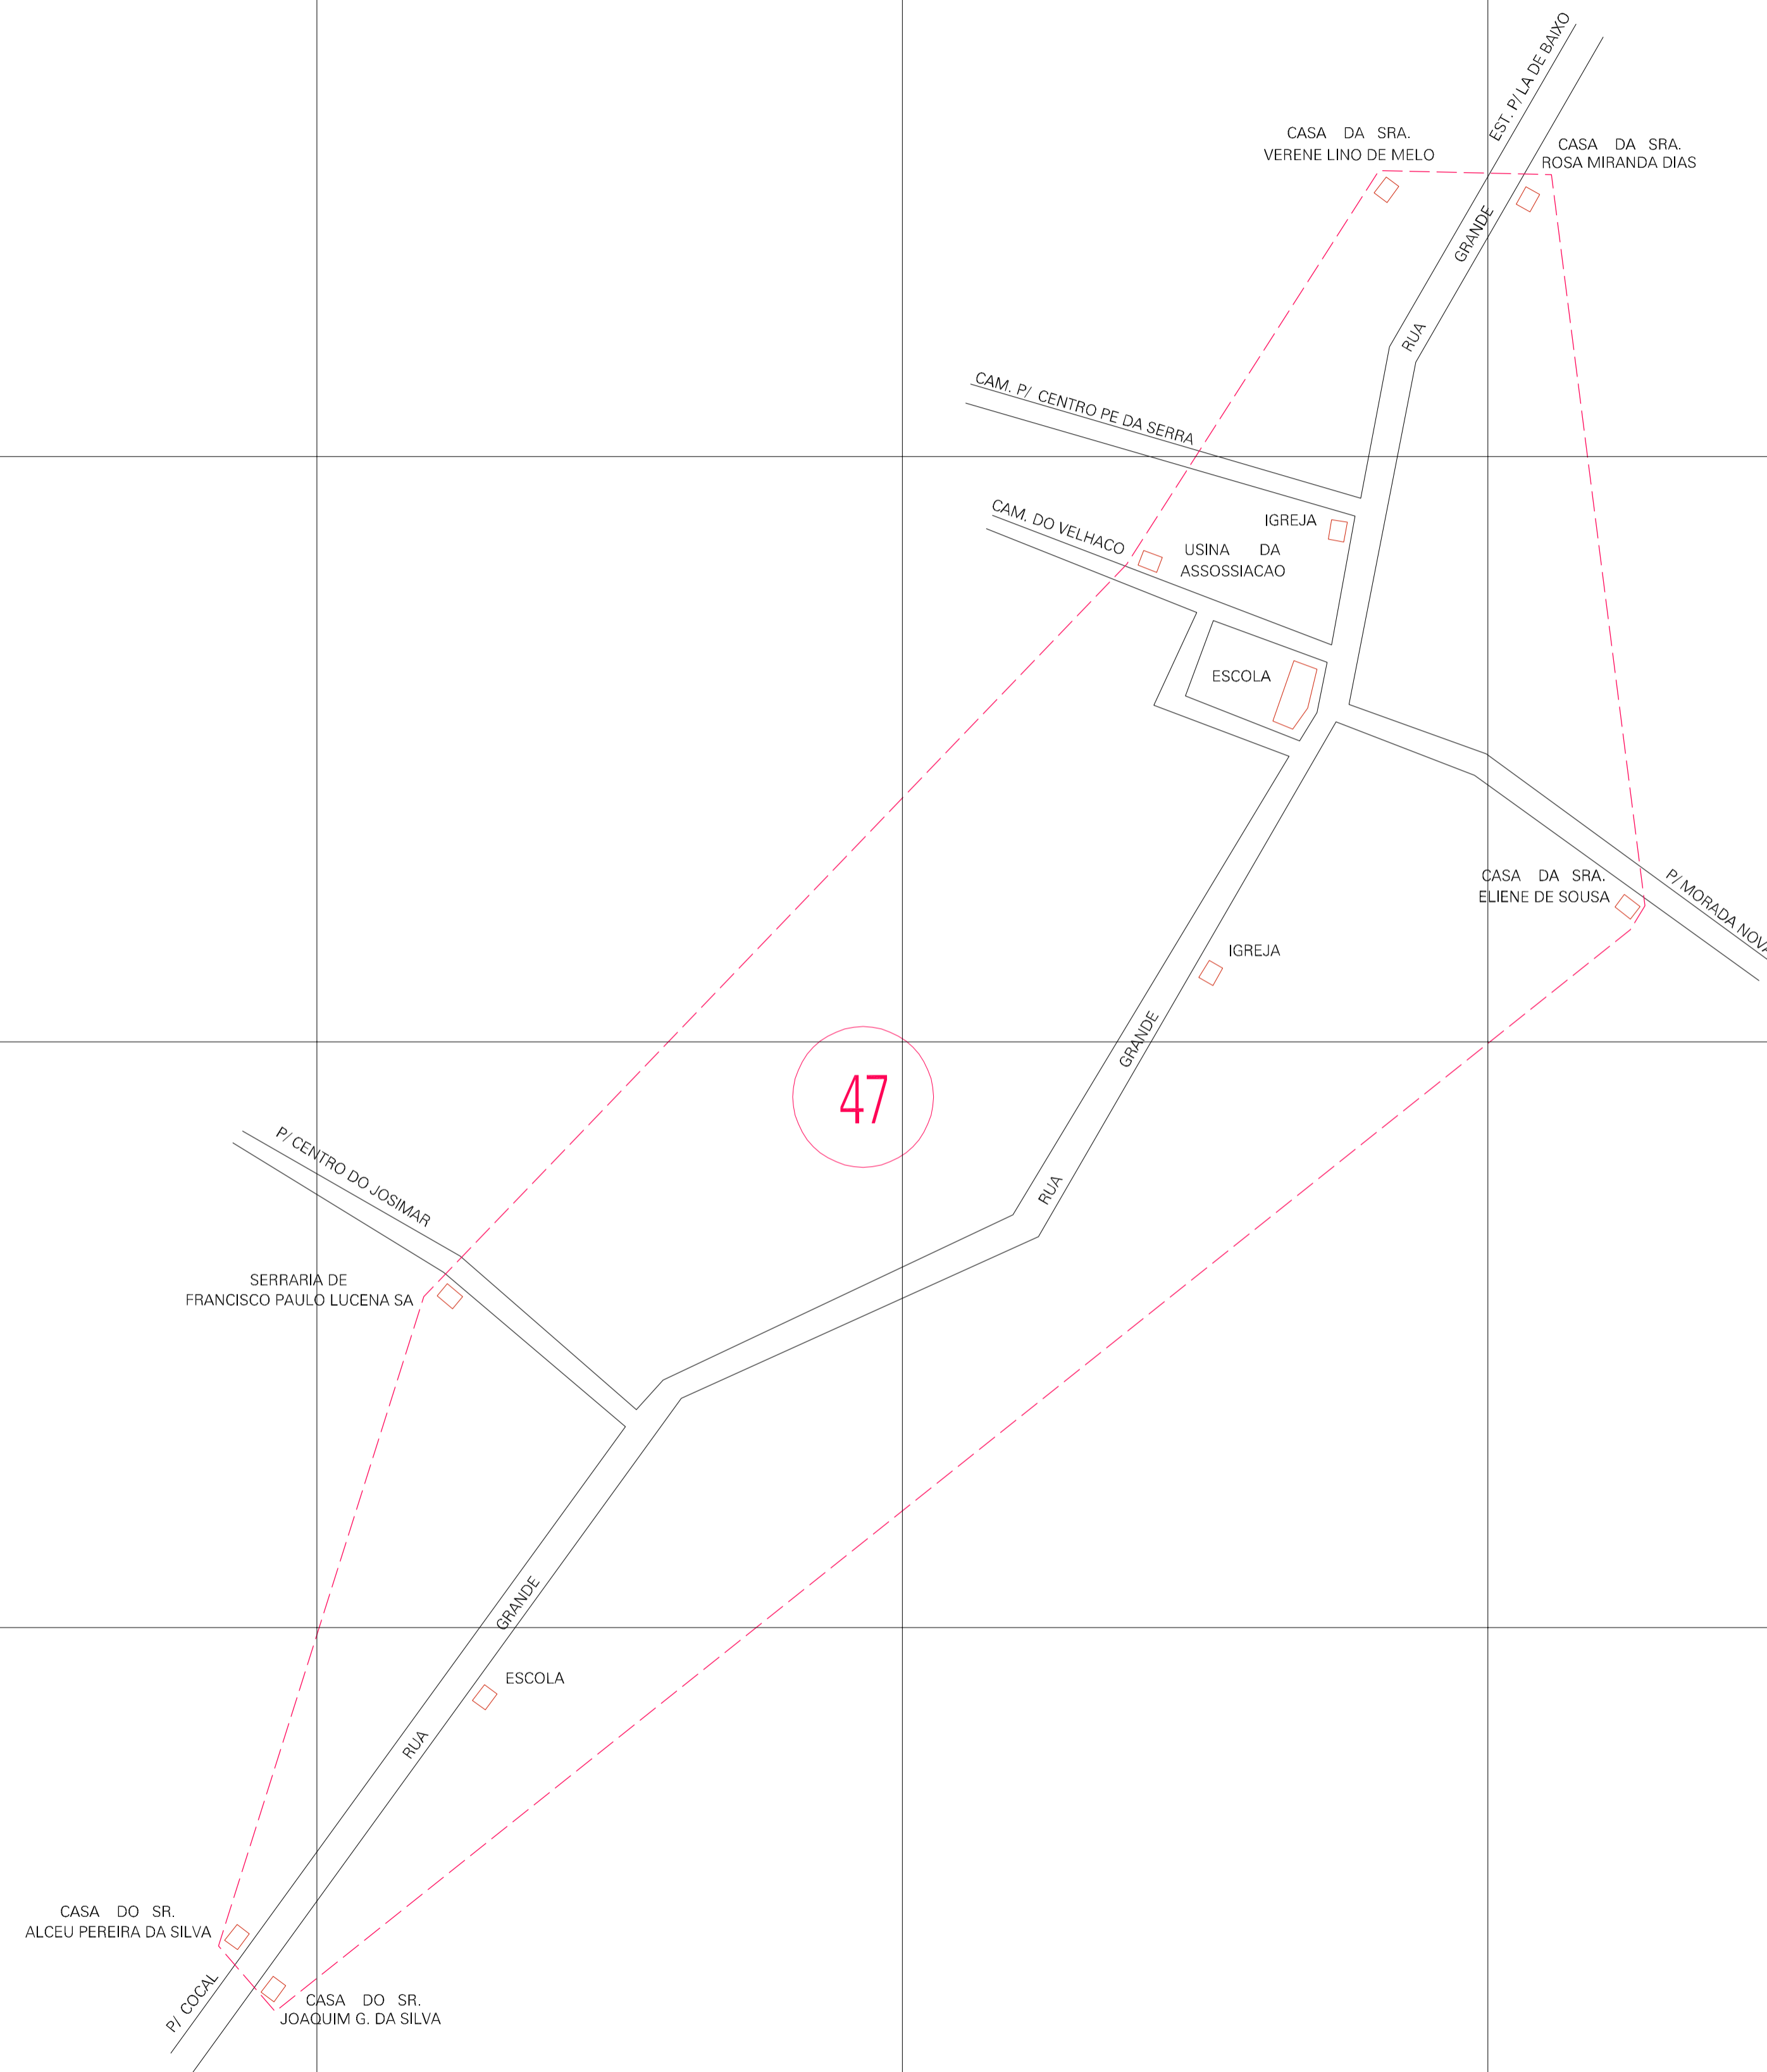 EST. P/ LA DE BAIXO
CASA DA SRA.
VERENE LINO DE MELO
CASA DA SRA.
ROSA MIRANDA DIAS
RUA GRANDE
CAM. P/ CENTRO PE DA SERRA
CAM. DO VELHACO
IGREJA
USINA DA
ASSOSSIACAO
ESCOLA
CASA DA SRA.
ELIENE DE SOUSA
P/ MORADA NOVA
IGREJA
RUA GRANDE
47
P/ CENTRO DO JOSIMAR
SERRARIA DE
FRANCISCO PAULO LUCENA SA
RUA GRANDE
ESCOLA
CASA DO SR.
ALCEU PEREIRA DA SILVA
P/ COCAL
CASA DO SR.
JOAQUIM G. DA SILVA